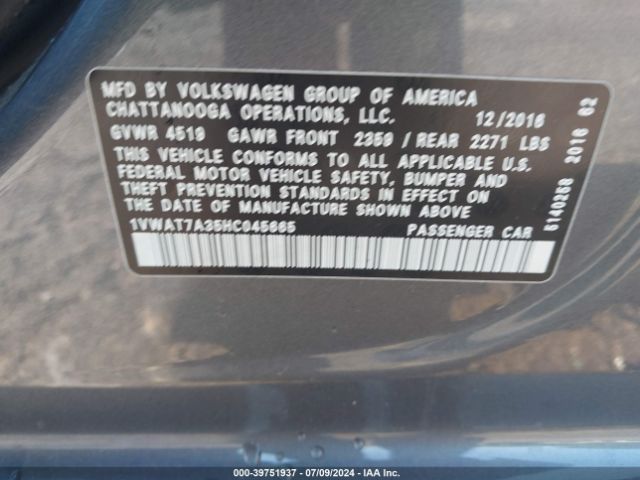 MFD BY VOLKSWAGEN GROUP OF AMERICA
CHATTANOOGA OPERATIONS, LLC. 12/2016
GVWR 4519 GAWR FRONT 2359 / REAR 2271 LBS
THIS VEHICLE CONFORMS TO ALL APPLICABLE U.S.
FEDERAL MOTOR VEHICLE SAFETY, BUMPER AND
THEFT PREVENTION STANDARDS IN EFFECT ON
THE DATE OF MANUFACTURE SHOWN ABOVE.
1VWAT7A35HC045665 PASSENGER CAR
5140268 2016 62
000-39751937 - 07/09/2024 - IAA Inc.